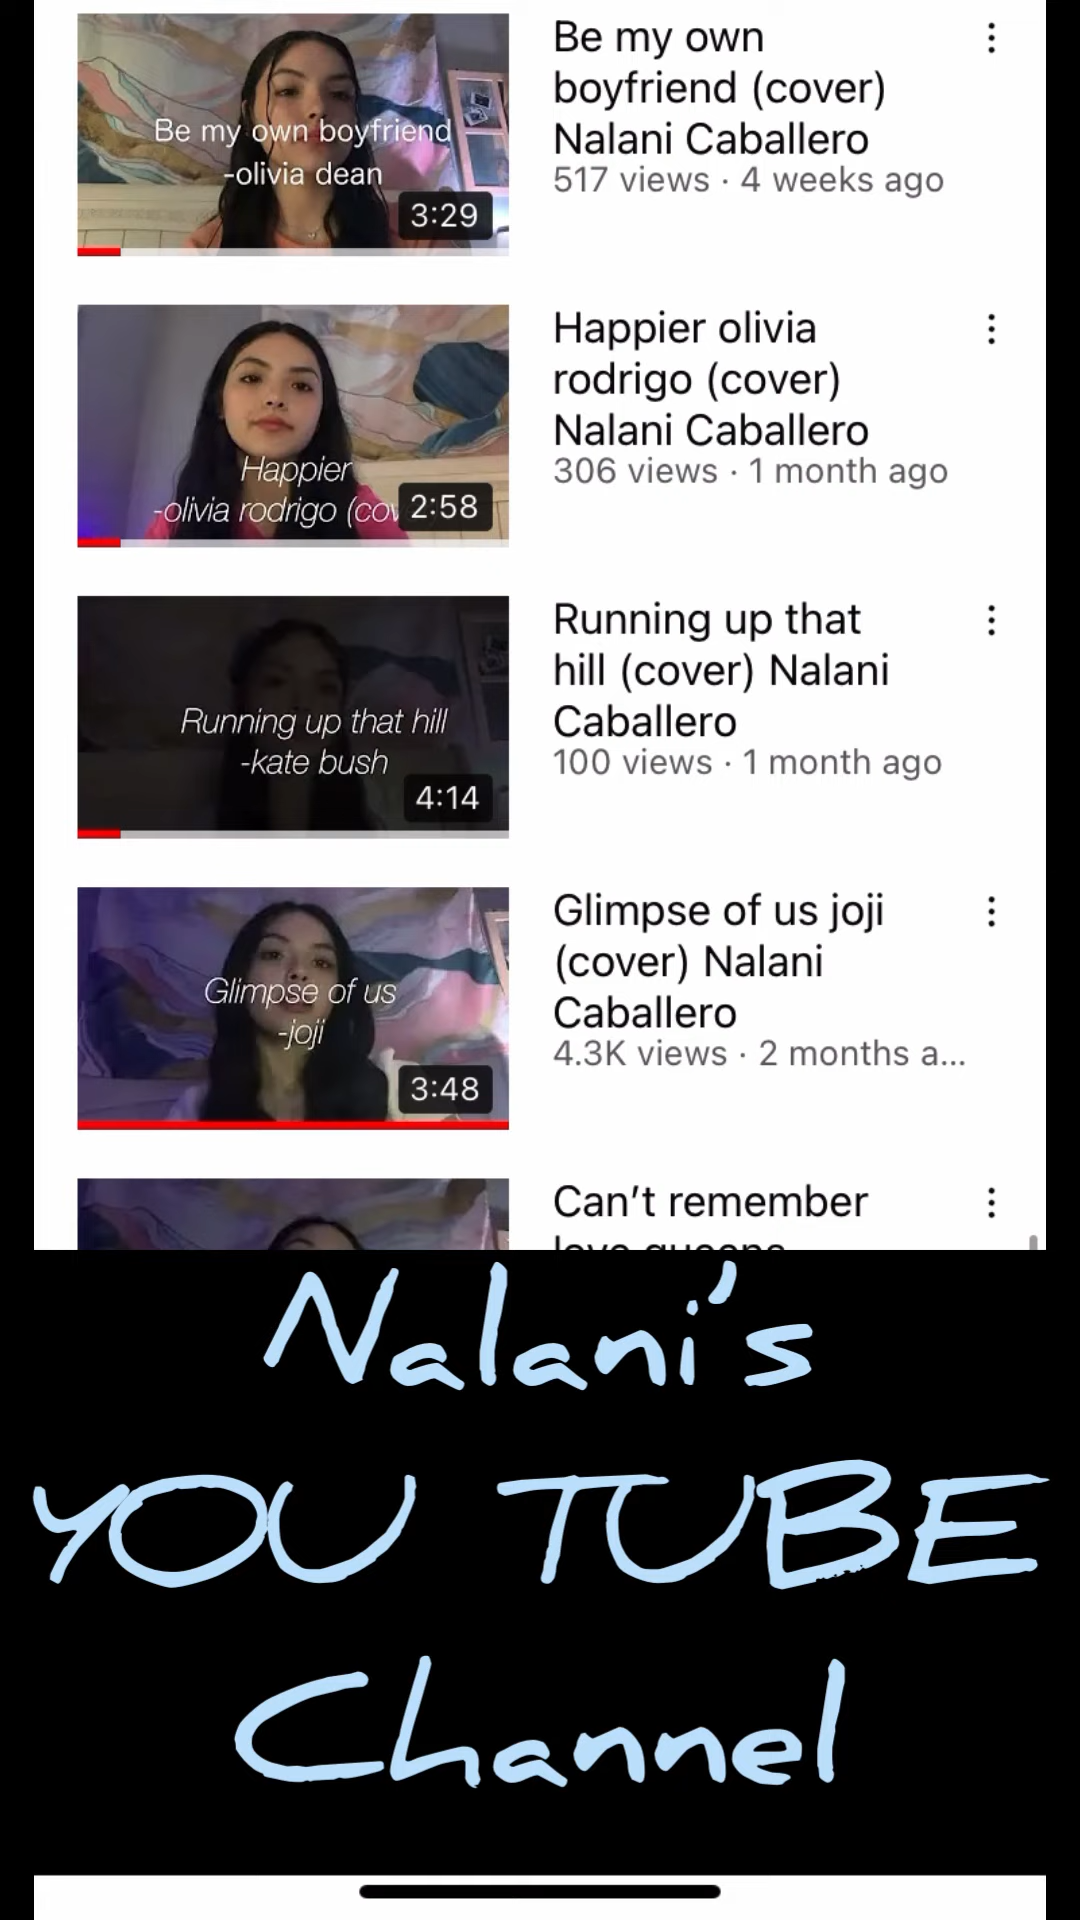 Be my own boyfriend
-olivia dean
3:29
Be my own
boyfriend (cover)
Nalani Caballero
517 views · 4 weeks ago
Happier
-olivia rodrigo (cov
2:58
Happier olivia
rodrigo (cover)
Nalani Caballero
306 views · 1 month ago
Running up that hill
-kate bush
4:14
Running up that
hill (cover) Nalani
Caballero
100 views · 1 month ago
Glimpse of us
-joji
3:48
Glimpse of us joji
(cover) Nalani
Caballero
4.3K views · 2 months a...
Can't remember
love queens
Nalani's
YOU TUBE
Channel